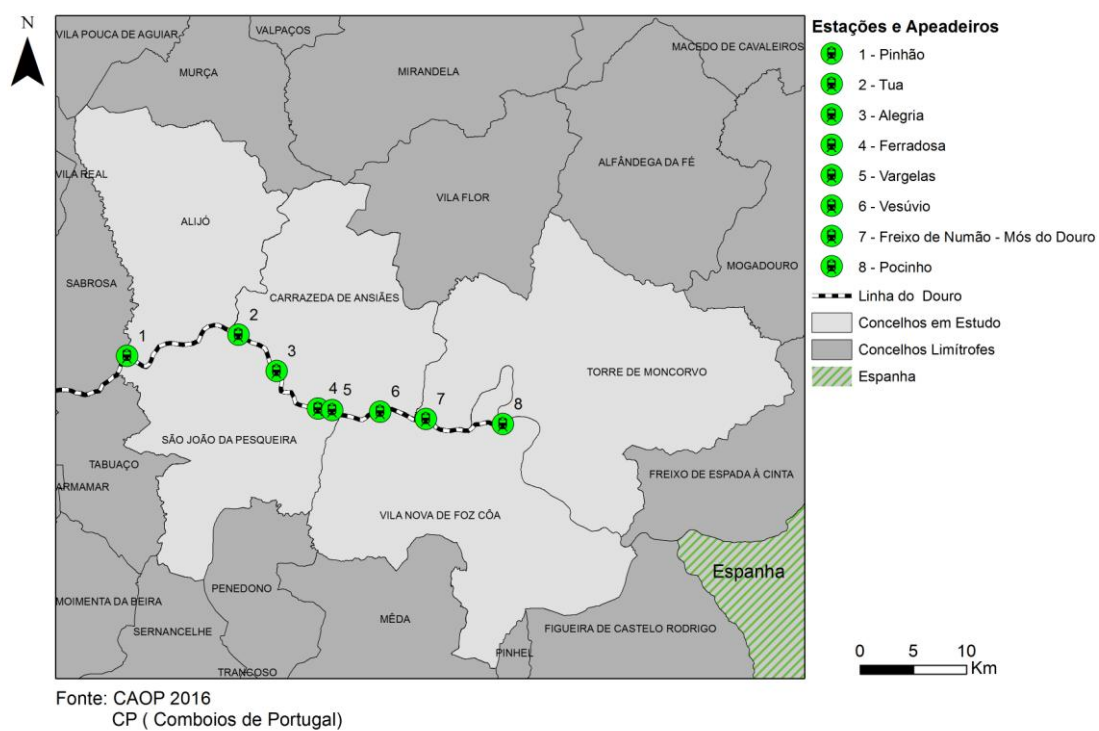 N
VILA POUCA DE AGUIAR
VALPAÇOS
MACEDO DE CAVALEIROS
MURÇA
MIRANDELA
ALFÂNDEGA DA FÉ
VILA REAL
VILA FLOR
ALIJÓ
MOGADOURO
SABROSA
CARRAZEDA DE ANSIÃES
1
2
3
4
5
6
7
8
TORRE DE MONCORVO
SÃO JOÃO DA PESQUEIRA
TABUAÇO
FREIXO DE ESPADA À CINTA
ARMAMAR
VILA NOVA DE FOZ CÔA
Espanha
PENEDONO
MOIMENTA DA BEIRA
MÊDA
SERNANCELHE
FIGUEIRA DE CASTELO RODRIGO
PINHEL
TRANCOSO
Estações e Apeadeiros
1 - Pinhão
2 - Tua
3 - Alegria
4 - Ferradosa
5 - Vargelas
6 - Vesúvio
7 - Freixo de Numão - Mós do Douro
8 - Pocinho
Linha do Douro
Concelhos em Estudo
Concelhos Limítrofes
Espanha
0 5 10
Km
Fonte: CAOP 2016
CP ( Comboios de Portugal)